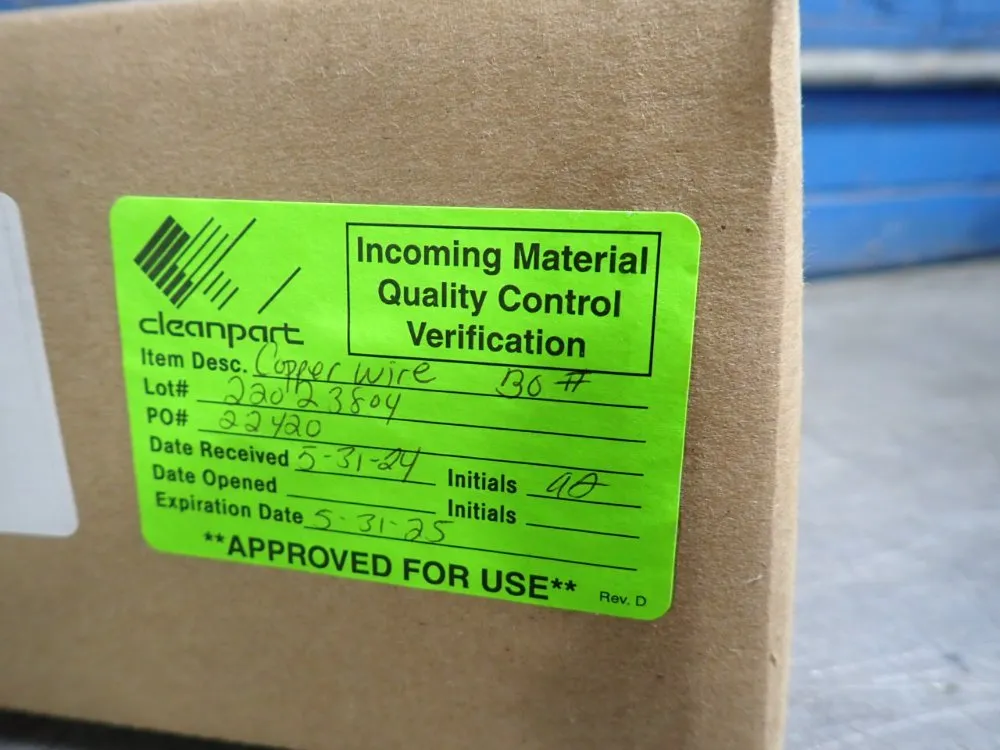 cleanpart
Incoming Material
Quality Control
Verification
Item Desc. Copper wire 30 #
Lot# 22023804
PO# 22420
Date Received 5-31-24 Initials
Date Opened Initials
Expiration Date 5-31-25
**APPROVED FOR USE** Rev. D